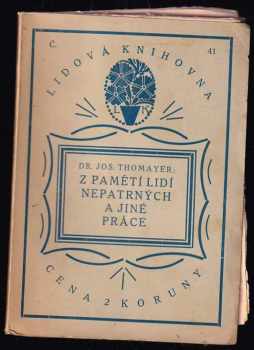 Č. 41
LIDOVÁ KNIHOVNA
DR. JOS. THOMAYER:
Z PAMĚTÍ LIDÍ
NEPATRNÝCH
A JINÉ
PRÁCE
CENA 2 KORUNY